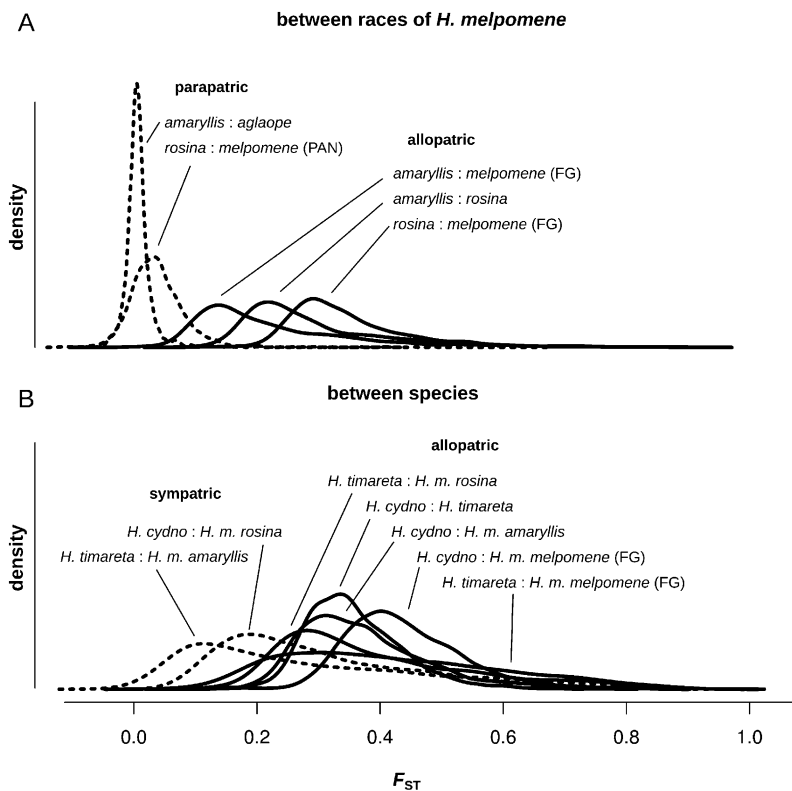 A
between races of H. melpomene
parapatric
amaryllis : aglaope
rosina : melpomene (PAN)
allopatric
amaryllis : melpomene (FG)
amaryllis : rosina
rosina : melpomene (FG)
density
B
between species
allopatric
H. timareta : H. m. rosina
sympatric
H. cydno : H. timareta
H. cydno : H. m. rosina
H. cydno : H. m. amaryllis
H. timareta : H. m. amaryllis
H. cydno : H. m. melpomene (FG)
H. timareta : H. m. melpomene (FG)
density
0.0 0.2 0.4 0.6 0.8 1.0
FST